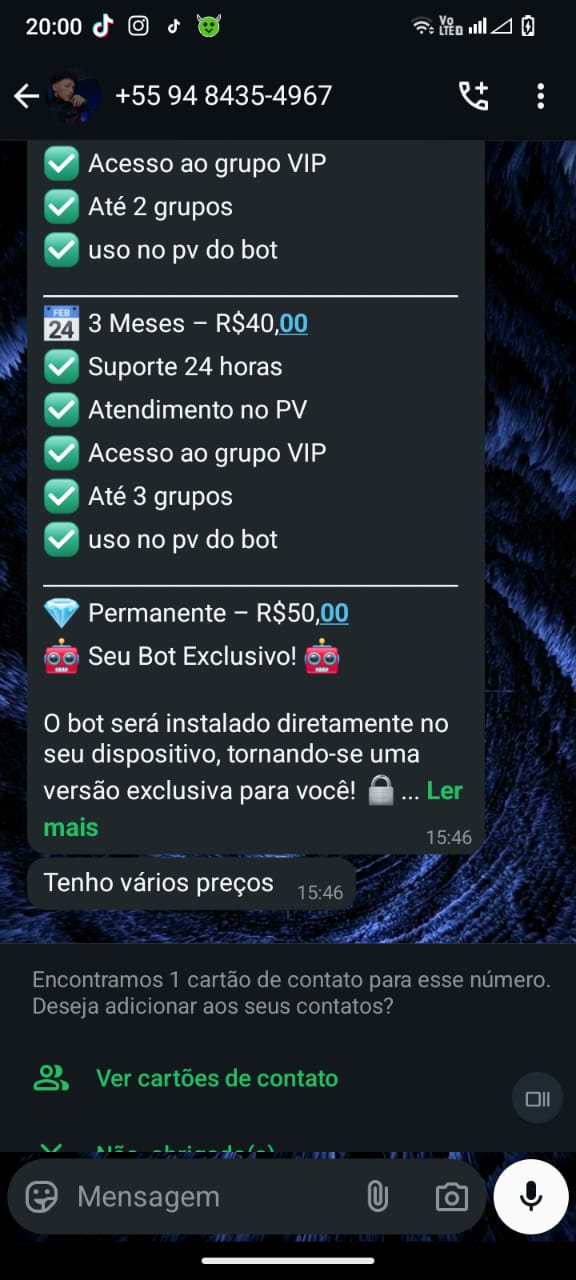 20:00
Vo
LTED
+55 94 8435-4967
✅ Acesso ao grupo VIP
✅ Até 2 grupos
✅ uso no pv do bot
FEB
24
3 Meses – R$40,00
✅ Suporte 24 horas
✅ Atendimento no PV
✅ Acesso ao grupo VIP
✅ Até 3 grupos
✅ uso no pv do bot
💎 Permanente – R$50,00
🤖 Seu Bot Exclusivo! 🤖
O bot será instalado diretamente no
seu dispositivo, tornando-se uma
versão exclusiva para você! 🔒 ... Ler
mais
15:46
Tenho vários preços 15:46
Encontramos 1 cartão de contato para esse número.
Deseja adicionar aos seus contatos?
Ver cartões de contato
Não, obrigado(a)
Mensagem